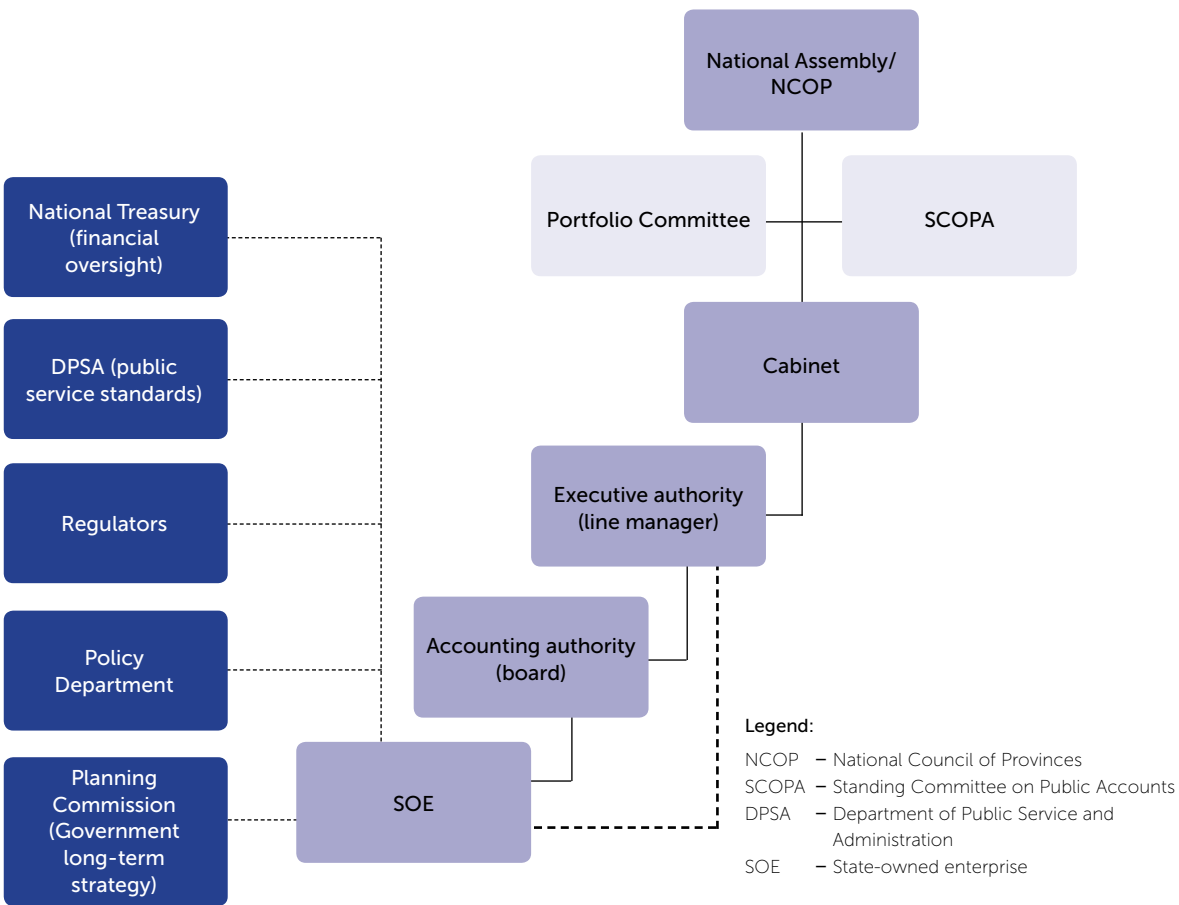 National Assembly/
NCOP
Portfolio Committee
SCOPA
Cabinet
Executive authority
(line manager)
Accounting authority
(board)
SOE
National Treasury
(financial
oversight)
DPSA (public
service standards)
Regulators
Policy
Department
Planning
Commission
(Government
long-term
strategy)
Legend:
NCOP – National Council of Provinces
SCOPA – Standing Committee on Public Accounts
DPSA – Department of Public Service and
Administration
SOE – State-owned enterprise